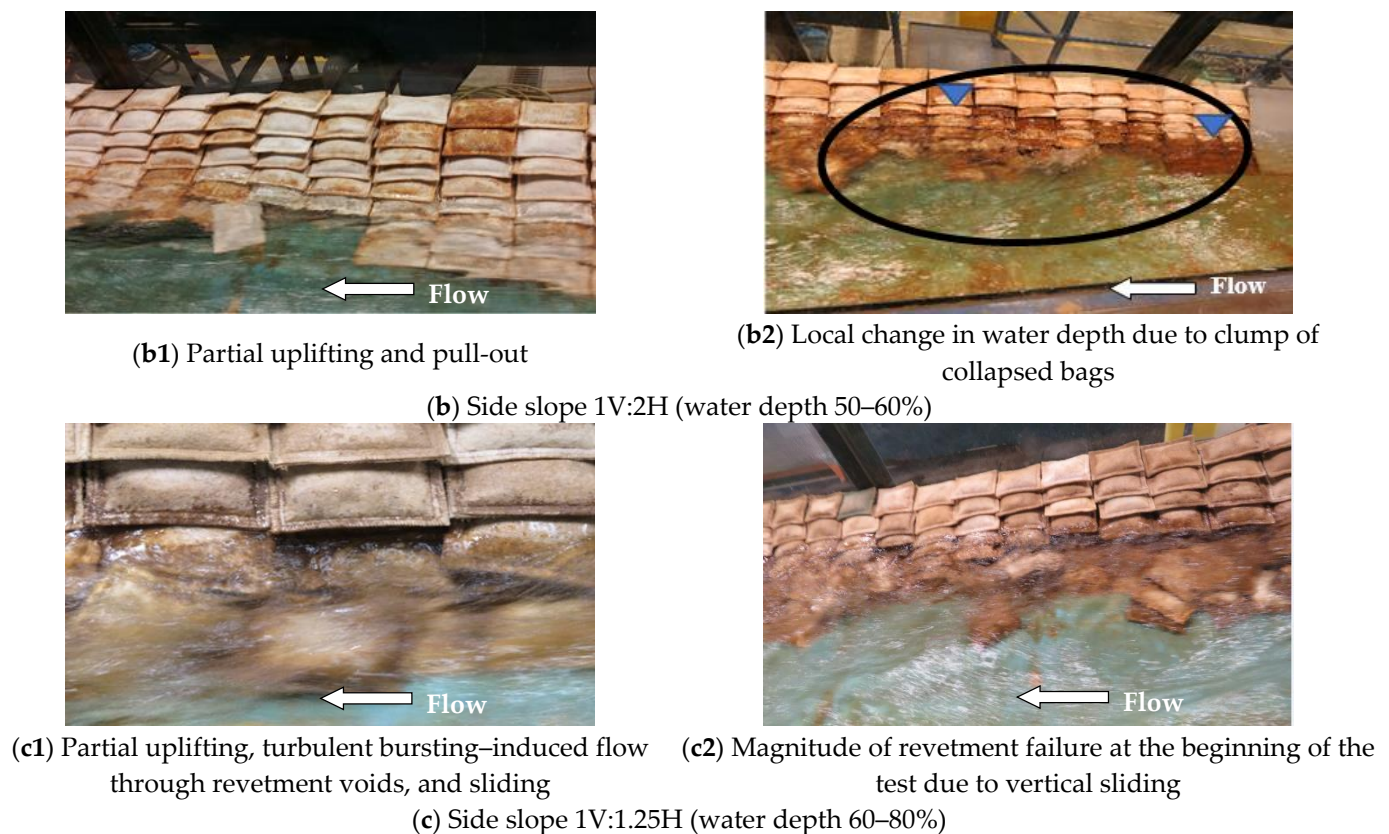 Flow
Flow
(b1) Partial uplifting and pull-out
(b2) Local change in water depth due to clump of
collapsed bags
(b) Side slope 1V:2H (water depth 50–60%)
Flow
Flow
(c1) Partial uplifting, turbulent bursting–induced flow
through revetment voids, and sliding
(c2) Magnitude of revetment failure at the beginning of the
test due to vertical sliding
(c) Side slope 1V:1.25H (water depth 60–80%)